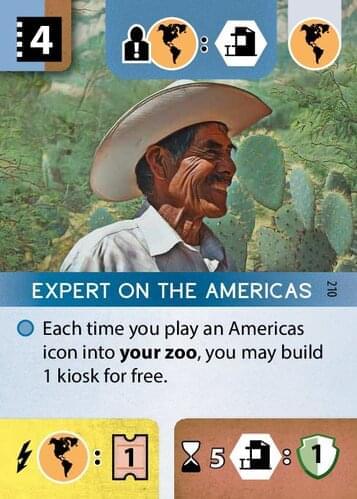 4
:
EXPERT ON THE AMERICAS
210
Each time you play an Americas
icon into your zoo, you may build
1 kiosk for free.
: 1
5 : 1